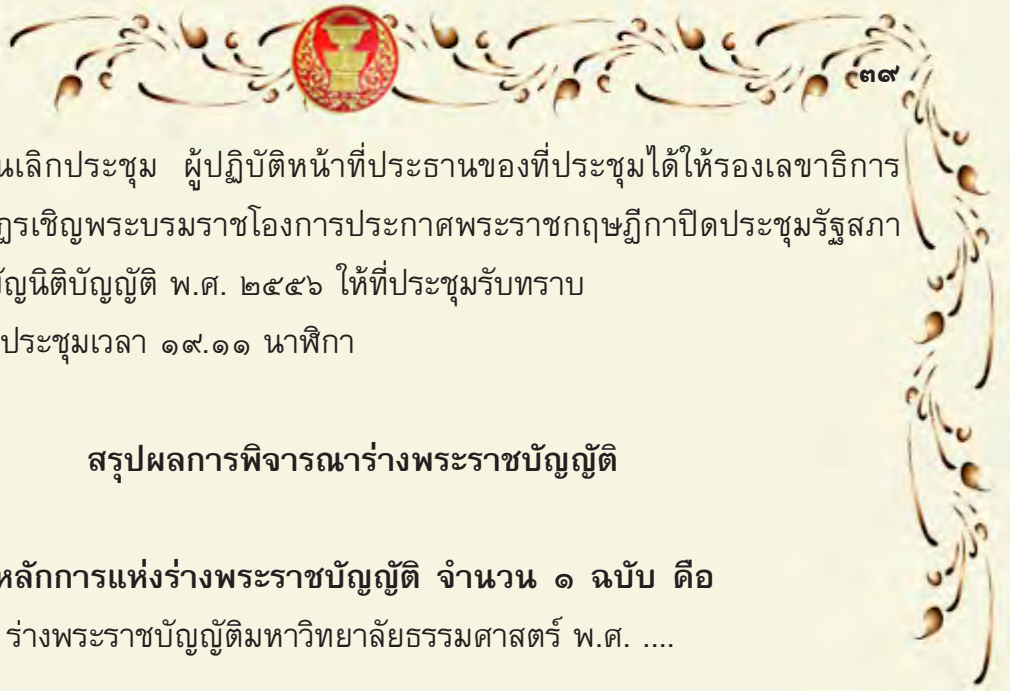 ๓๙
นเลิกประชุม ผู้ปฏิบัติหน้าที่ประธานของที่ประชุมได้ให้รองเลขาธิการ
ฎรเชิญพระบรมราชโองการประกาศพระราชกฤษฎีกาปิดประชุมรัฐสภา
ัญนิติบัญญัติ พ.ศ. ๒๕๕๖ ให้ที่ประชุมรับทราบ
ประชุมเวลา ๑๙.๑๑ นาฬิกา
สรุปผลการพิจารณาร่างพระราชบัญญัติ
หลักการแห่งร่างพระราชบัญญัติ จำนวน ๑ ฉบับ คือ
ร่างพระราชบัญญัติมหาวิทยาลัยธรรมศาสตร์ พ.ศ. ....